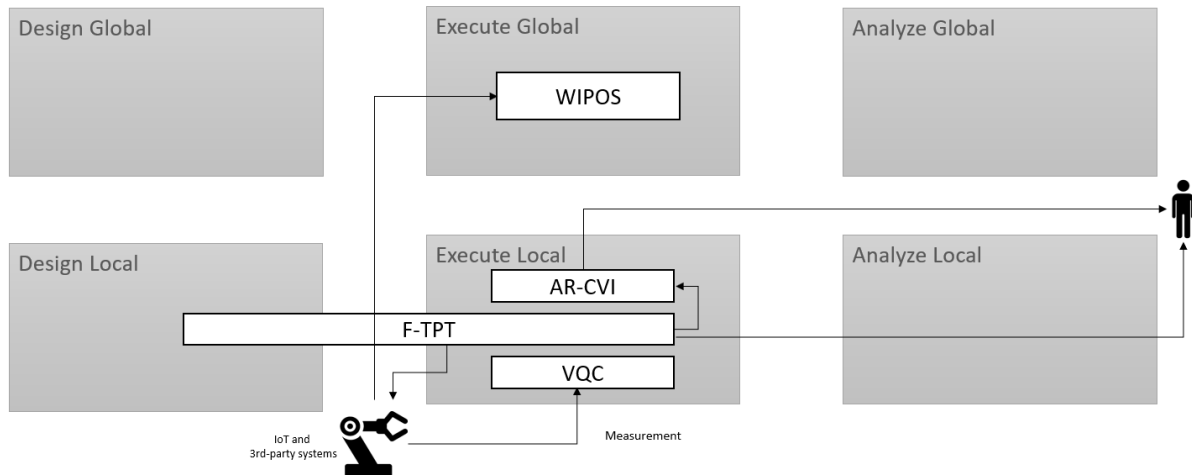 Design Global
Execute Global
Analyze Global
WIPOS
Design Local
Execute Local
Analyze Local
AR-CVI
F-TPT
VQC
IoT and
3rd-party systems
Measurement